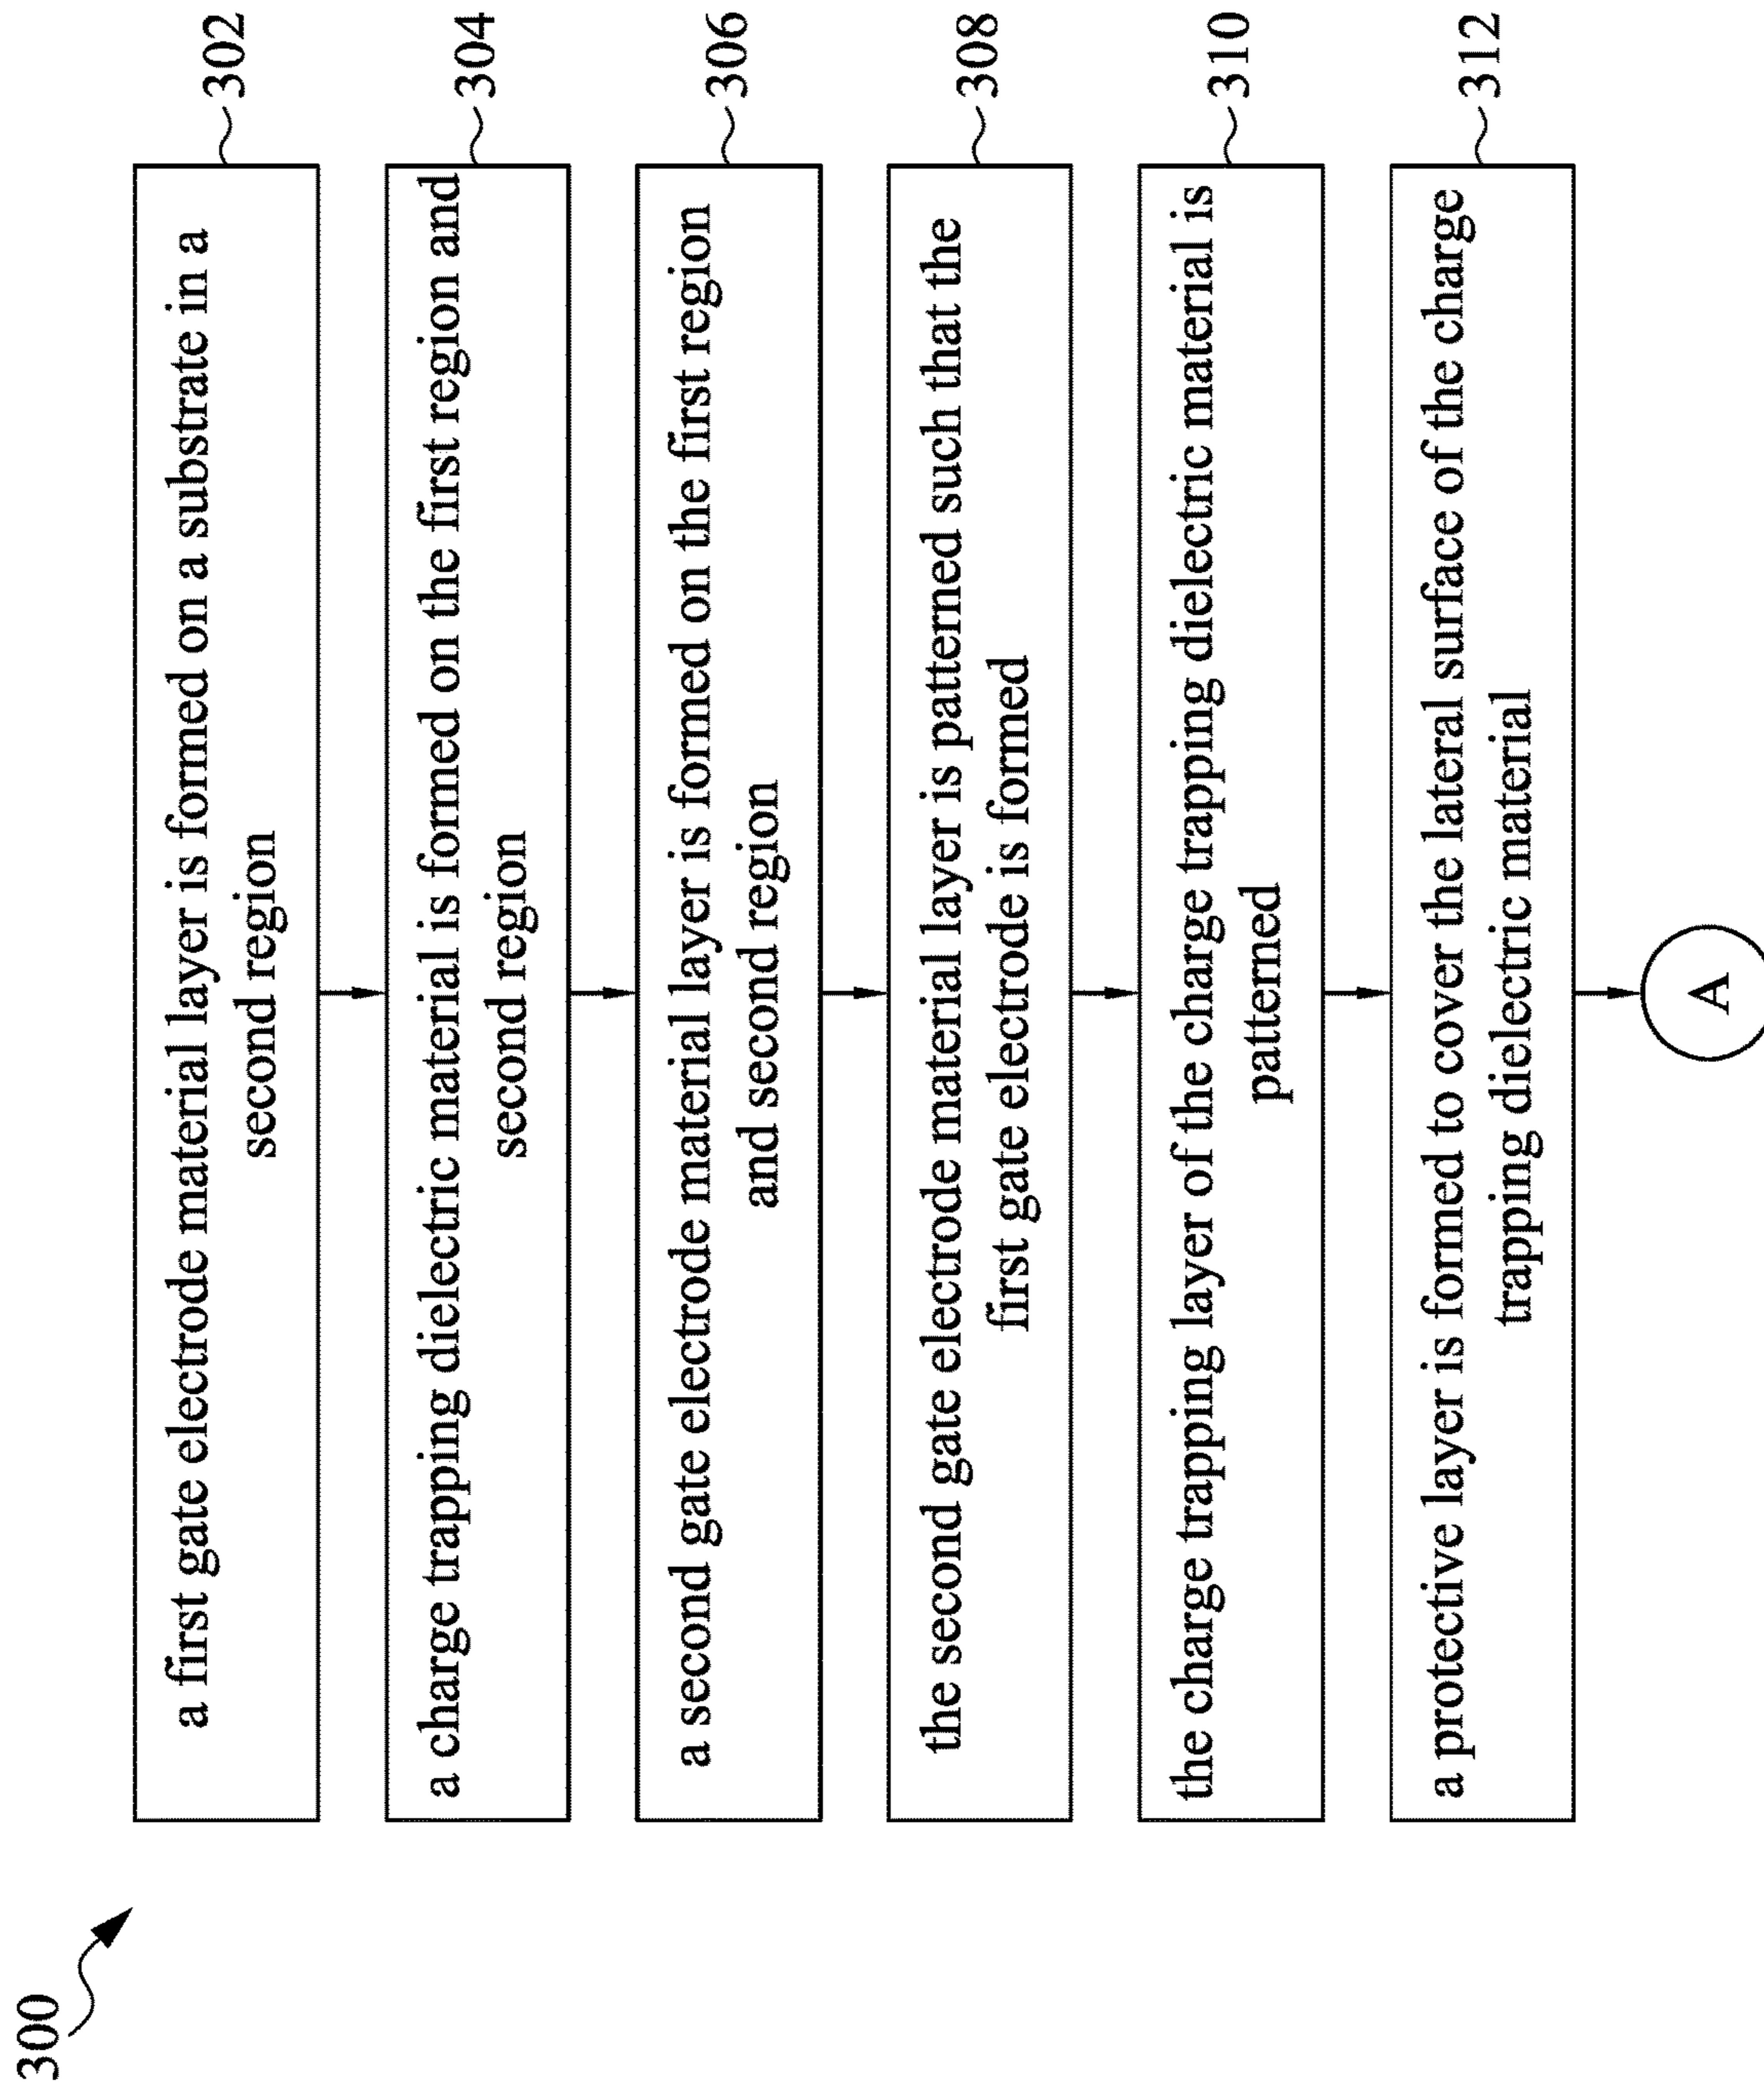 300
a first gate electrode material layer is formed on a substrate in a
second region
302
a charge trapping dielectric material is formed on the first region and
second region
304
a second gate electrode material layer is formed on the first region
and second region
306
the second gate electrode material layer is patterned such that the
first gate electrode is formed
308
the charge trapping layer of the charge trapping dielectric material is
patterned
310
a protective layer is formed to cover the lateral surface of the charge
trapping dielectric material
312
A